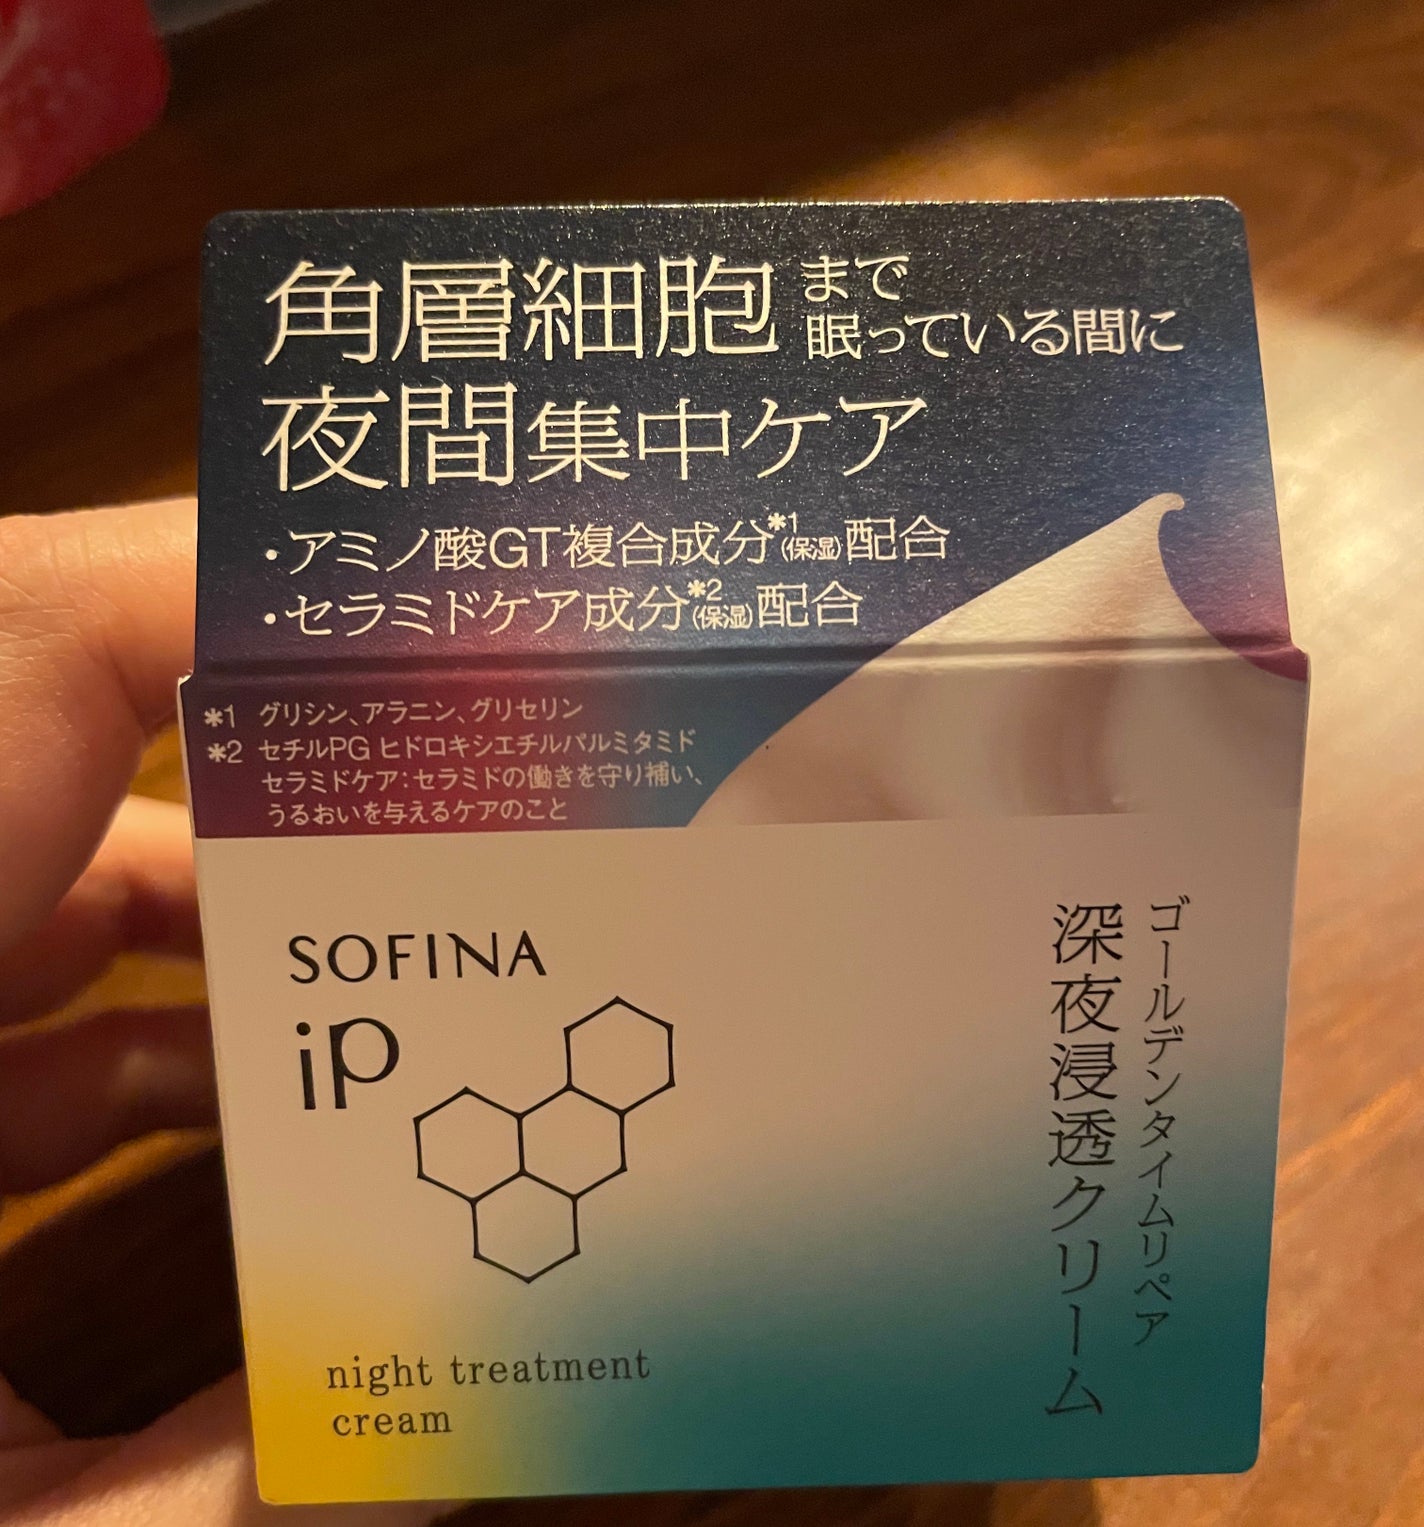 角層細胞まで
眠っている間に
夜間集中ケア
・アミノ酸GT複合成分*1(保湿)配合
・セラミドケア成分*2(保湿)配合
*1 グリシン、アラニン、グリセリン
*2 セチルPG ヒドロキシエチルパルミタミド
セラミドケア:セラミドの働きを守り補い、
うるおいを与えるケアのこと
SOFINA
iP
ゴールデンタイムリペア
深夜浸透クリーム
night treatment
cream